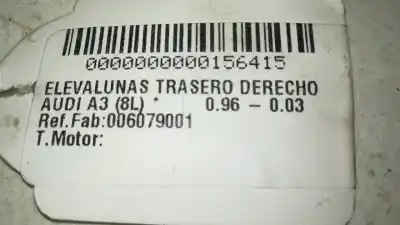 0000000000156415
ELEVALUNAS TRASERO DERECHO
AUDI A3 (8L) * 0.96 – 0.03
Ref.Fab:006079001
T.Motor: